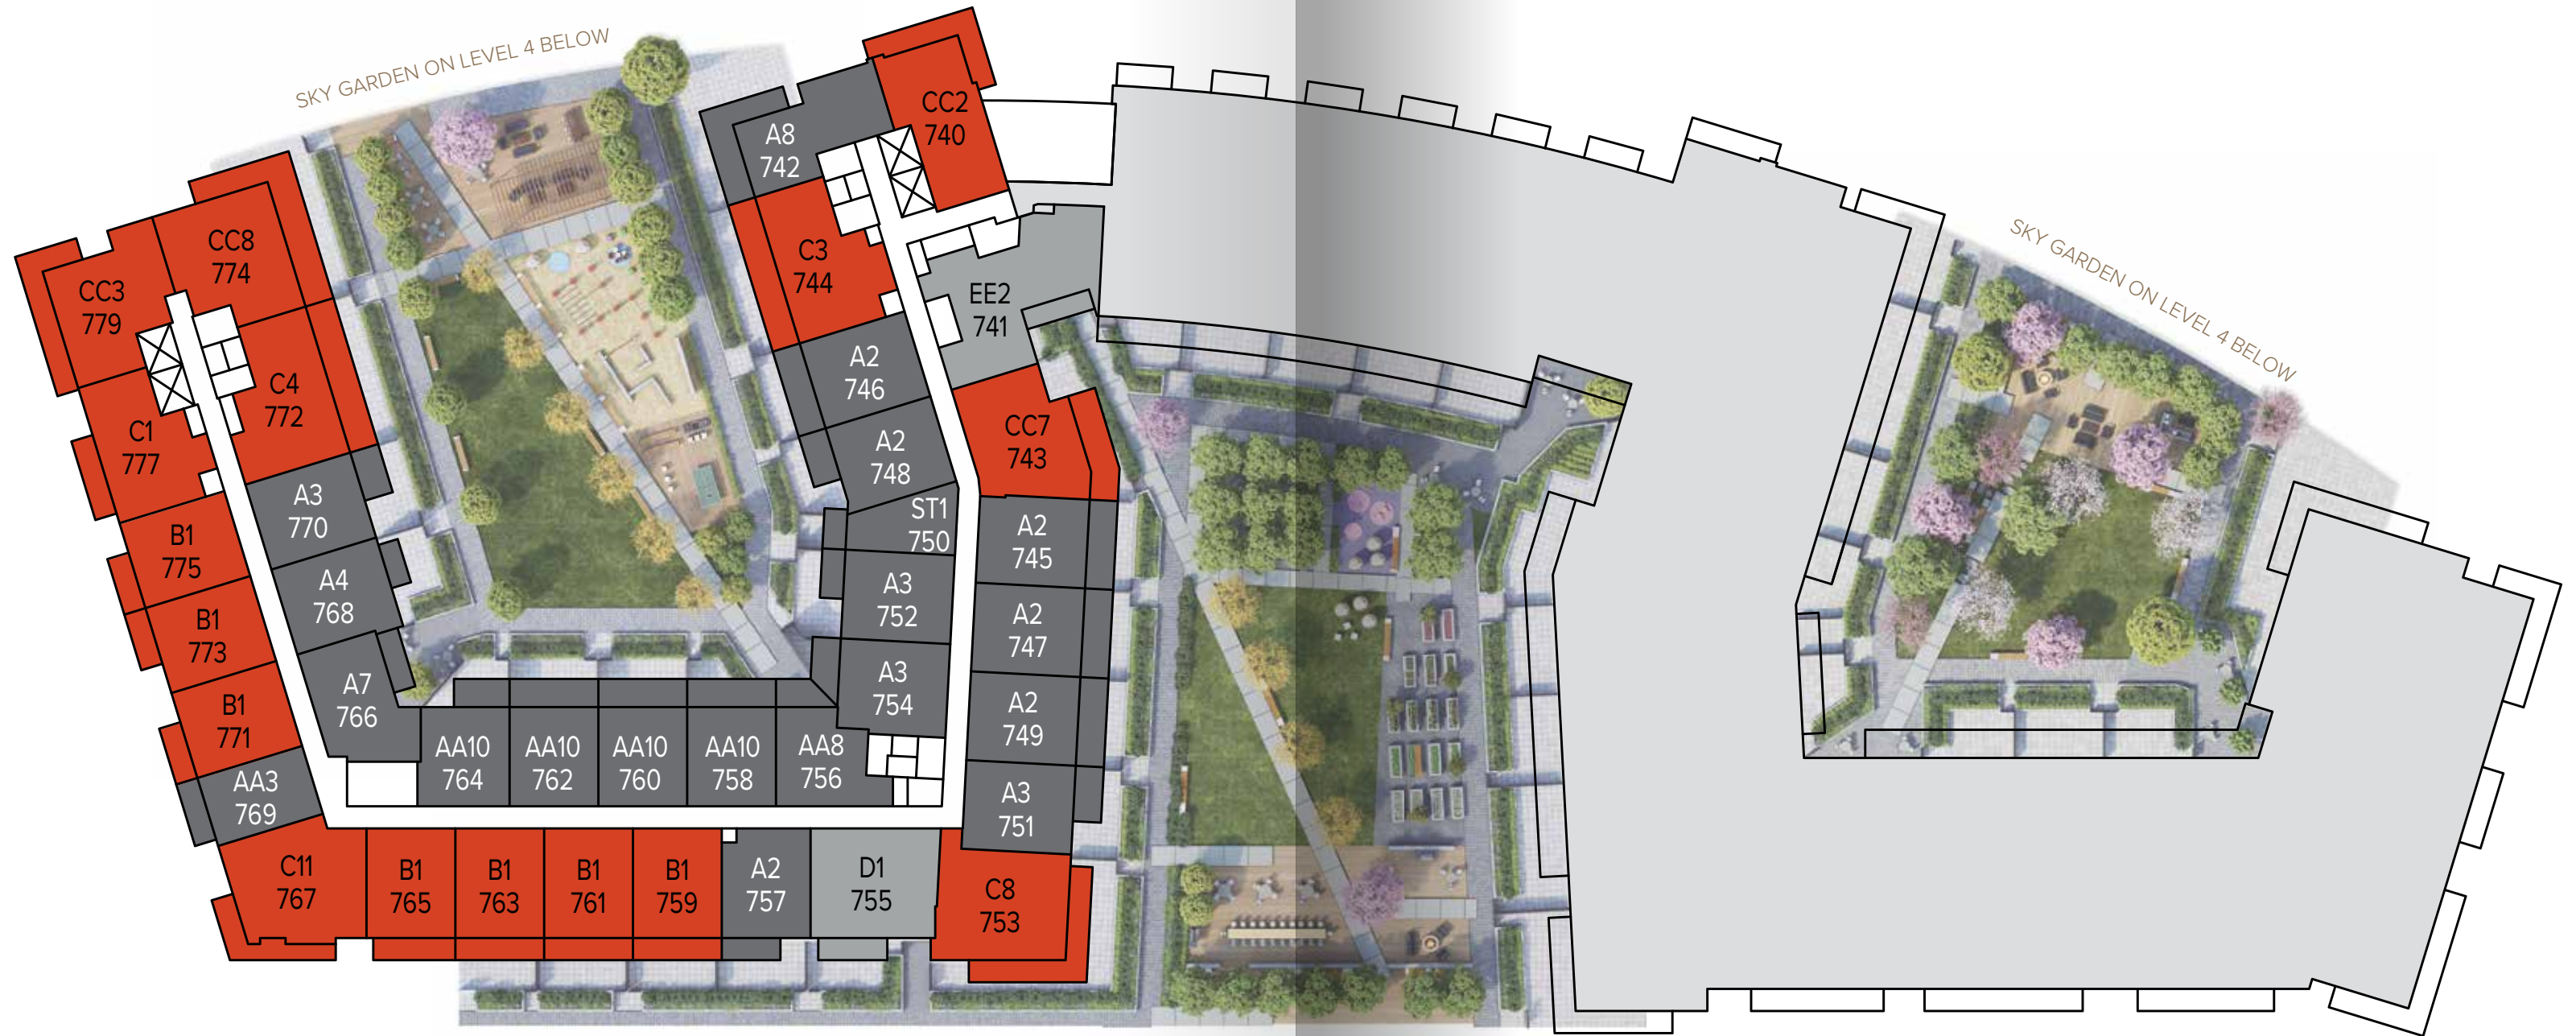 SKY GARDEN ON LEVEL 4 BELOW
SKY GARDEN ON LEVEL 4 BELOW
CC2
740
A8
742
C3
744
EE2
741
A2
746
A2
748
ST1
750
A3
752
A3
754
CC7
743
A2
745
A2
747
A2
749
A3
751
C8
753
CC8
774
CC3
779
C4
772
C1
777
A3
770
B1
775
A4
768
B1
773
A7
766
B1
771
AA3
769
AA10
764
AA10
762
AA10
760
AA10
758
AA8
756
C11
767
B1
765
B1
763
B1
761
B1
759
A2
757
D1
755